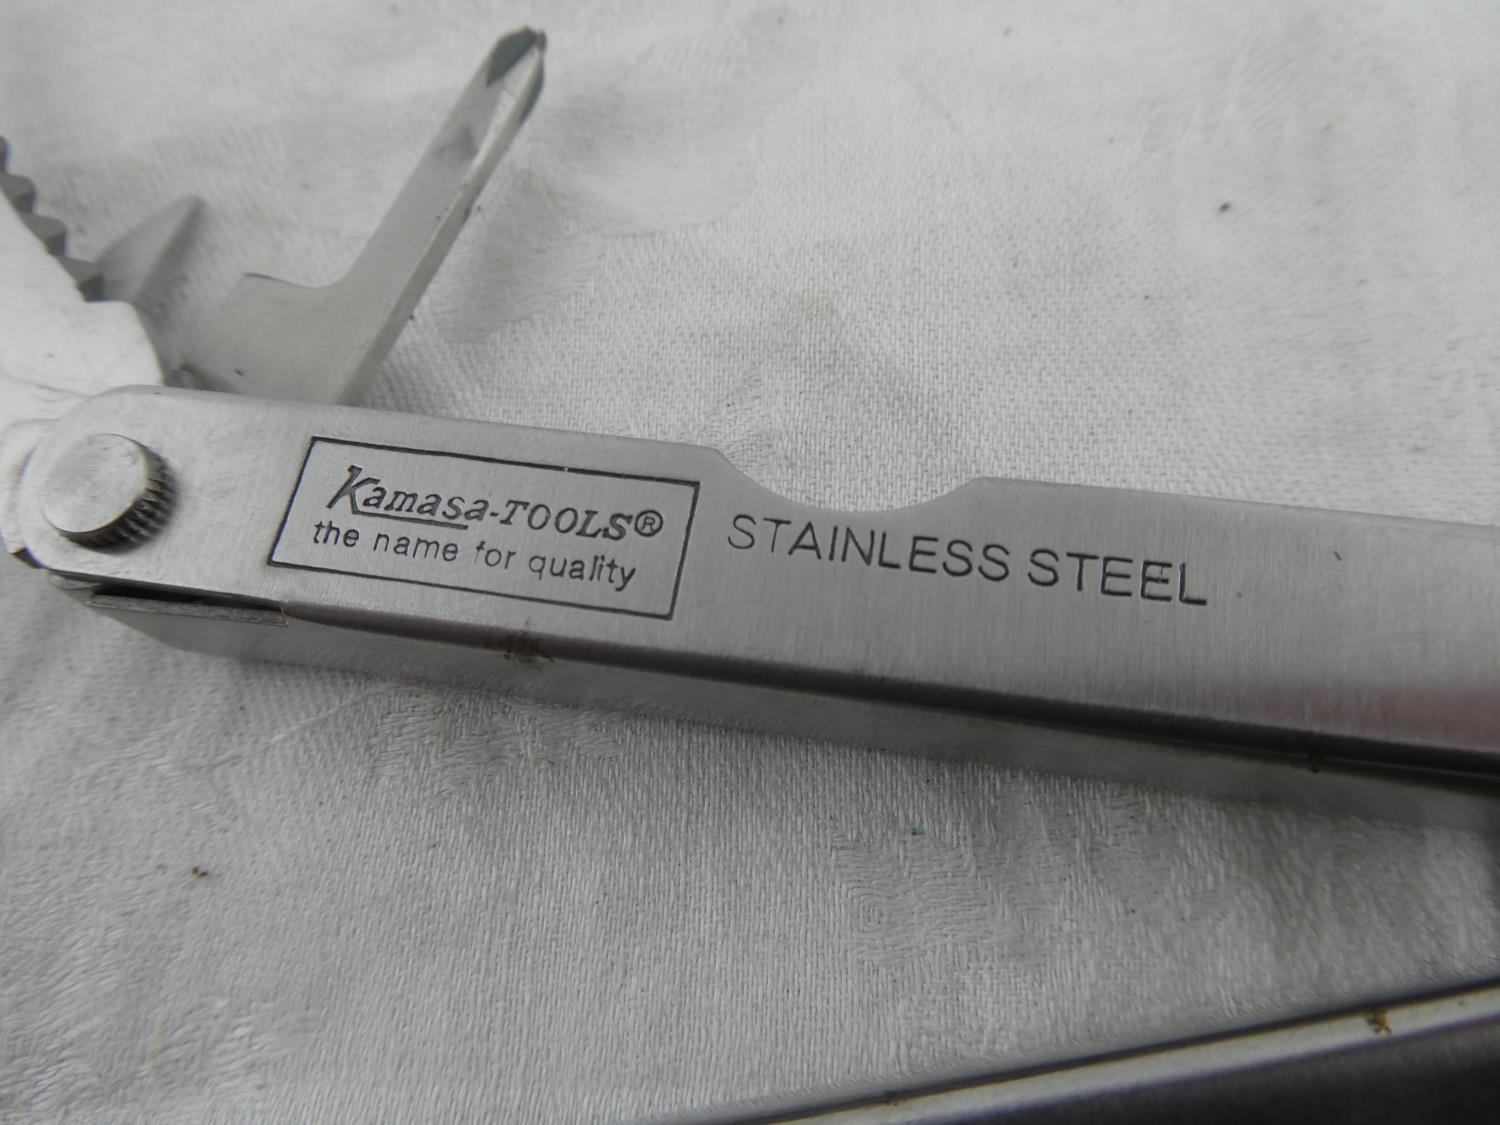 Kamasa-TOOLS®
the name for quality
STAINLESS STEEL